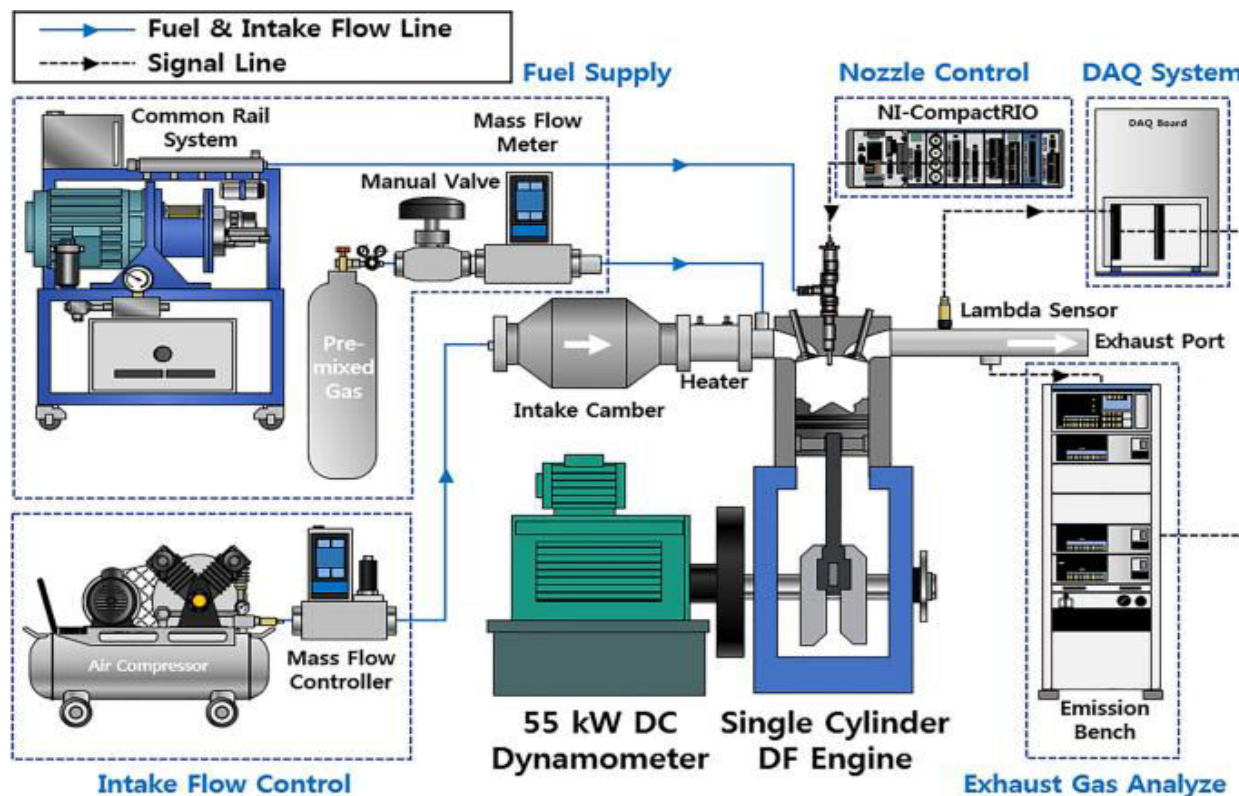 Fuel & Intake Flow Line
Signal Line
Fuel Supply
Nozzle Control
DAQ System
Common Rail
System
Mass Flow
Meter
Manual Valve
NI-CompactRIO
DAQ Board
Pre-
mixed
Gas
Intake Camber
Heater
Lambda Sensor
Exhaust Port
Air Compressor
Mass Flow
Controller
Intake Flow Control
55 kW DC
Dynamometer
Single Cylinder
DF Engine
Emission
Bench
Exhaust Gas Analyze